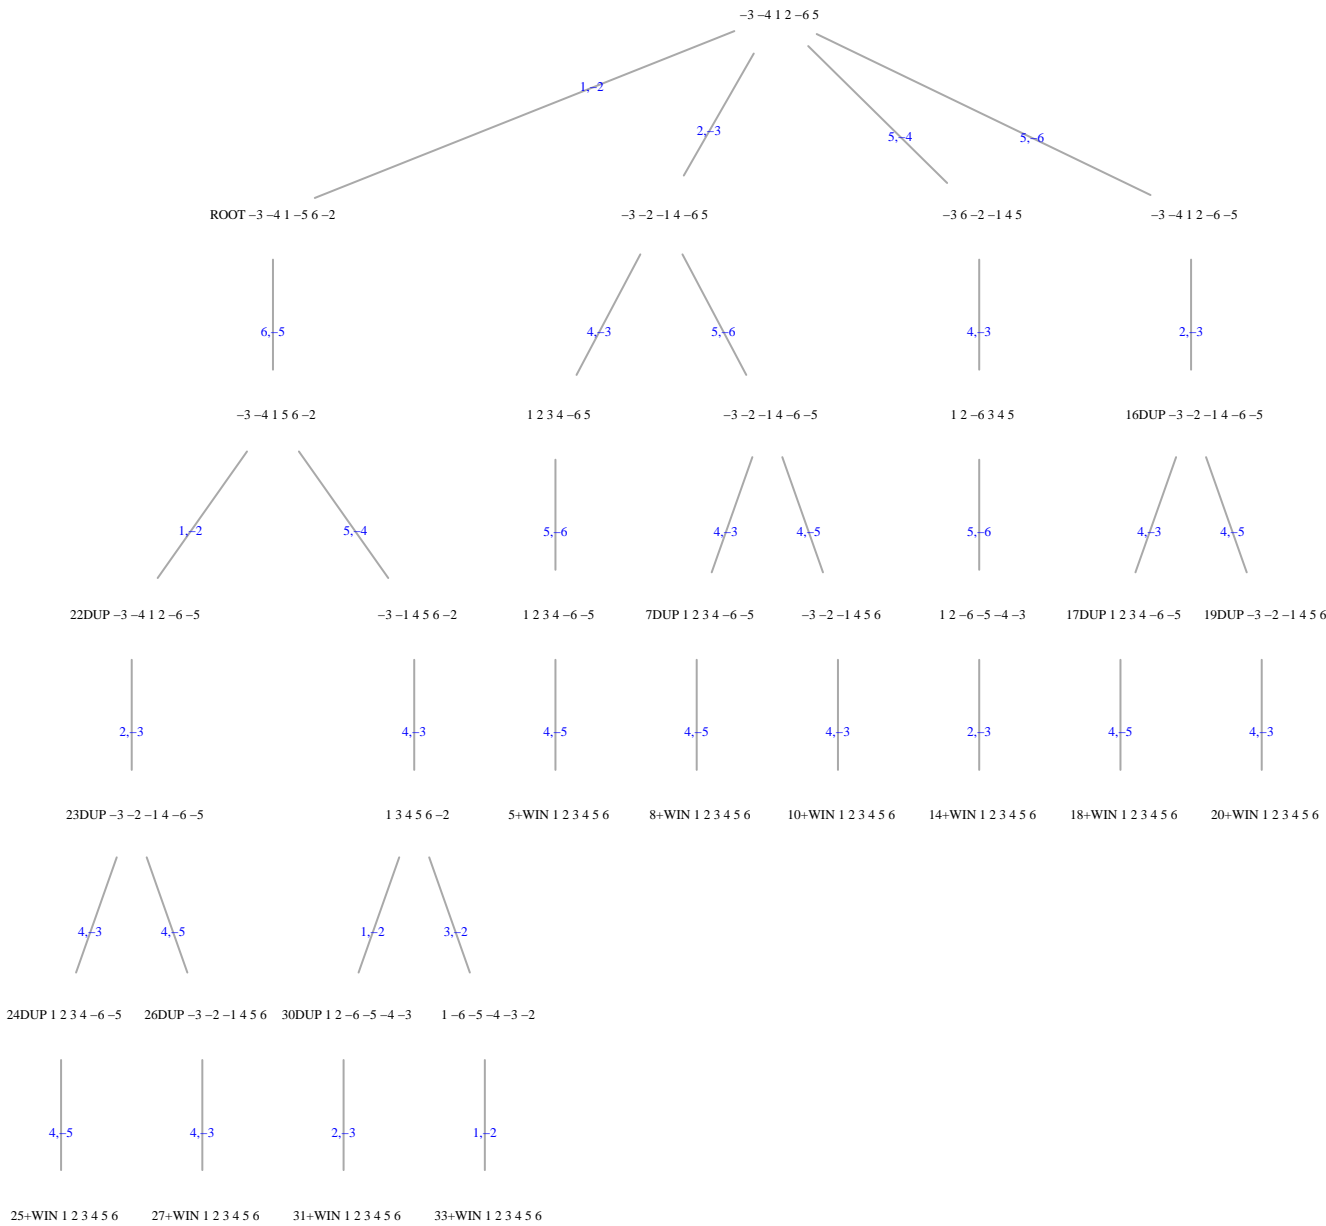 −3 −4 1 2 −6 5
1,−2
2,−3
5,−4
5,−6
ROOT −3 −4 1 −5 6 −2
−3 −2 −1 4 −6 5
−3 6 −2 −1 4 5
−3 −4 1 2 −6 −5
6,−5
4,−3
5,−6
4,−3
2,−3
−3 −4 1 5 6 −2
1 2 3 4 −6 5
−3 −2 −1 4 −6 −5
1 2 −6 3 4 5
16DUP −3 −2 −1 4 −6 −5
1,−2
5,−4
5,−6
4,−3
4,−5
5,−6
4,−3
4,−5
22DUP −3 −4 1 2 −6 −5
−3 −1 4 5 6 −2
1 2 3 4 −6 −5
7DUP 1 2 3 4 −6 −5
−3 −2 −1 4 5 6
1 2 −6 −5 −4 −3
17DUP 1 2 3 4 −6 −5
19DUP −3 −2 −1 4 5 6
2,−3
4,−3
4,−5
4,−5
4,−3
2,−3
4,−5
4,−3
23DUP −3 −2 −1 4 −6 −5
1 3 4 5 6 −2
5+WIN 1 2 3 4 5 6
8+WIN 1 2 3 4 5 6
10+WIN 1 2 3 4 5 6
14+WIN 1 2 3 4 5 6
18+WIN 1 2 3 4 5 6
20+WIN 1 2 3 4 5 6
4,−3
4,−5
1,−2
3,−2
24DUP 1 2 3 4 −6 −5
26DUP −3 −2 −1 4 5 6
30DUP 1 2 −6 −5 −4 −3
1 −6 −5 −4 −3 −2
4,−5
4,−3
2,−3
1,−2
25+WIN 1 2 3 4 5 6
27+WIN 1 2 3 4 5 6
31+WIN 1 2 3 4 5 6
33+WIN 1 2 3 4 5 6